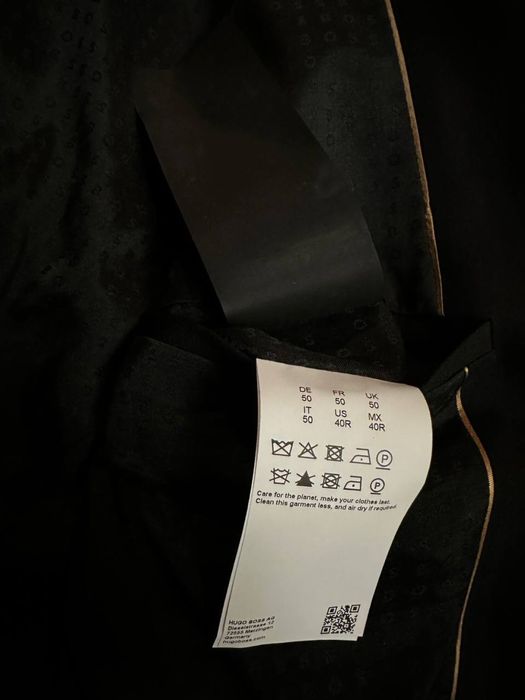 DE FR UK
50 50 50
IT US MX
50 40R 40R
P
P
Care for the planet, make your clothes last.
Clean this garment less, and air dry if required.
HUGO BOSS AG
Dieselstrasse 12
72555 Metzingen
Germany
hugoboss.com